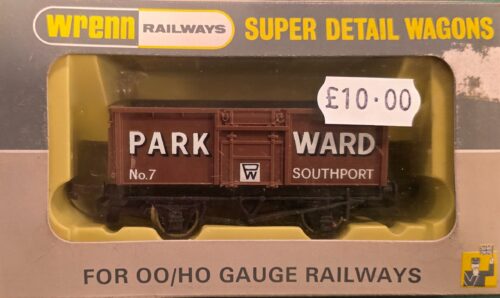 Wrenn RAILWAYS SUPER DETAIL WAGONS
£10.00
PARK WARD
No.7 W SOUTHPORT
FOR OO/HO GAUGE RAILWAYS